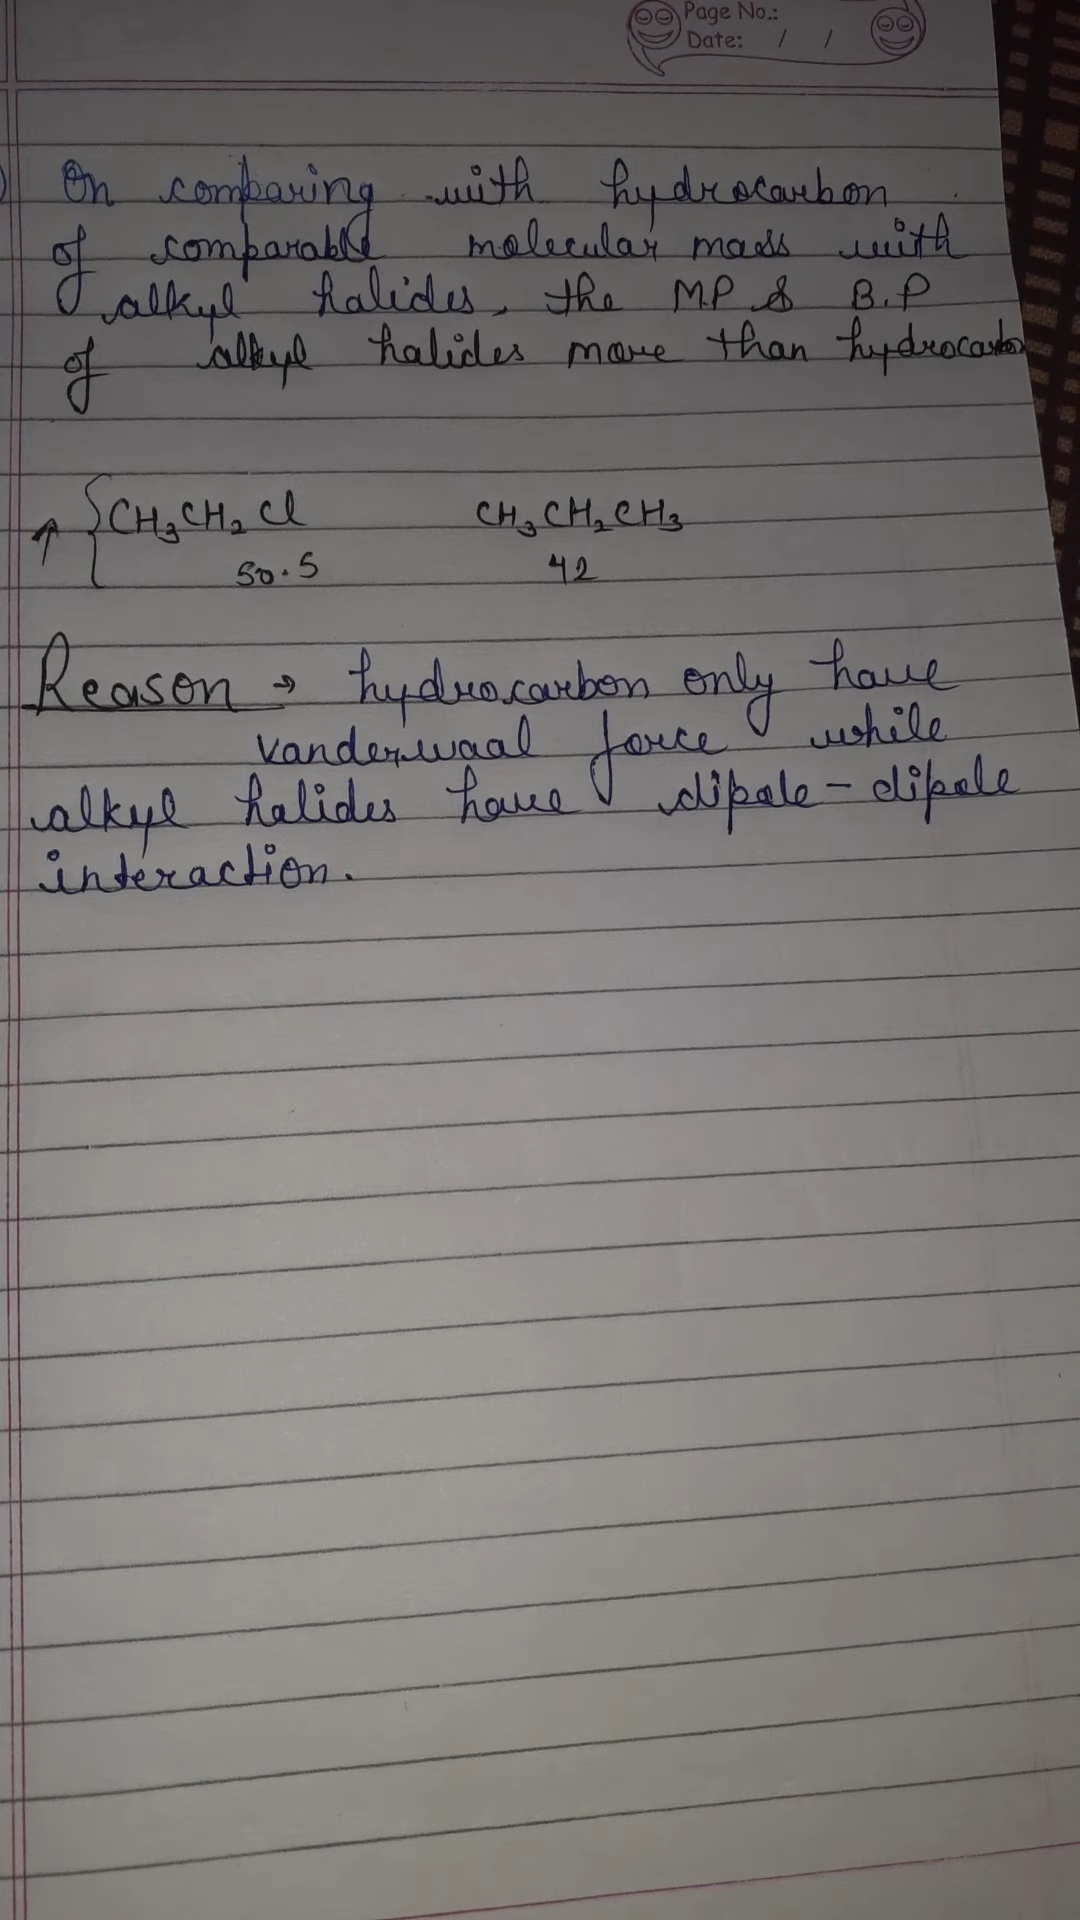 Page No.:
Date: / /
On comparing with hydrocarbon
of comparable molecular mass with
alkyl halides, the M.P & B.P
of alkyl halides more than hydrocarbon
↑ { CH₃CH₂Cl CH₃CH₂CH₃
50.5 42
Reason → hydrocarbon only have
vanderwaal force while
alkyl halides have dipole-dipole
interaction.